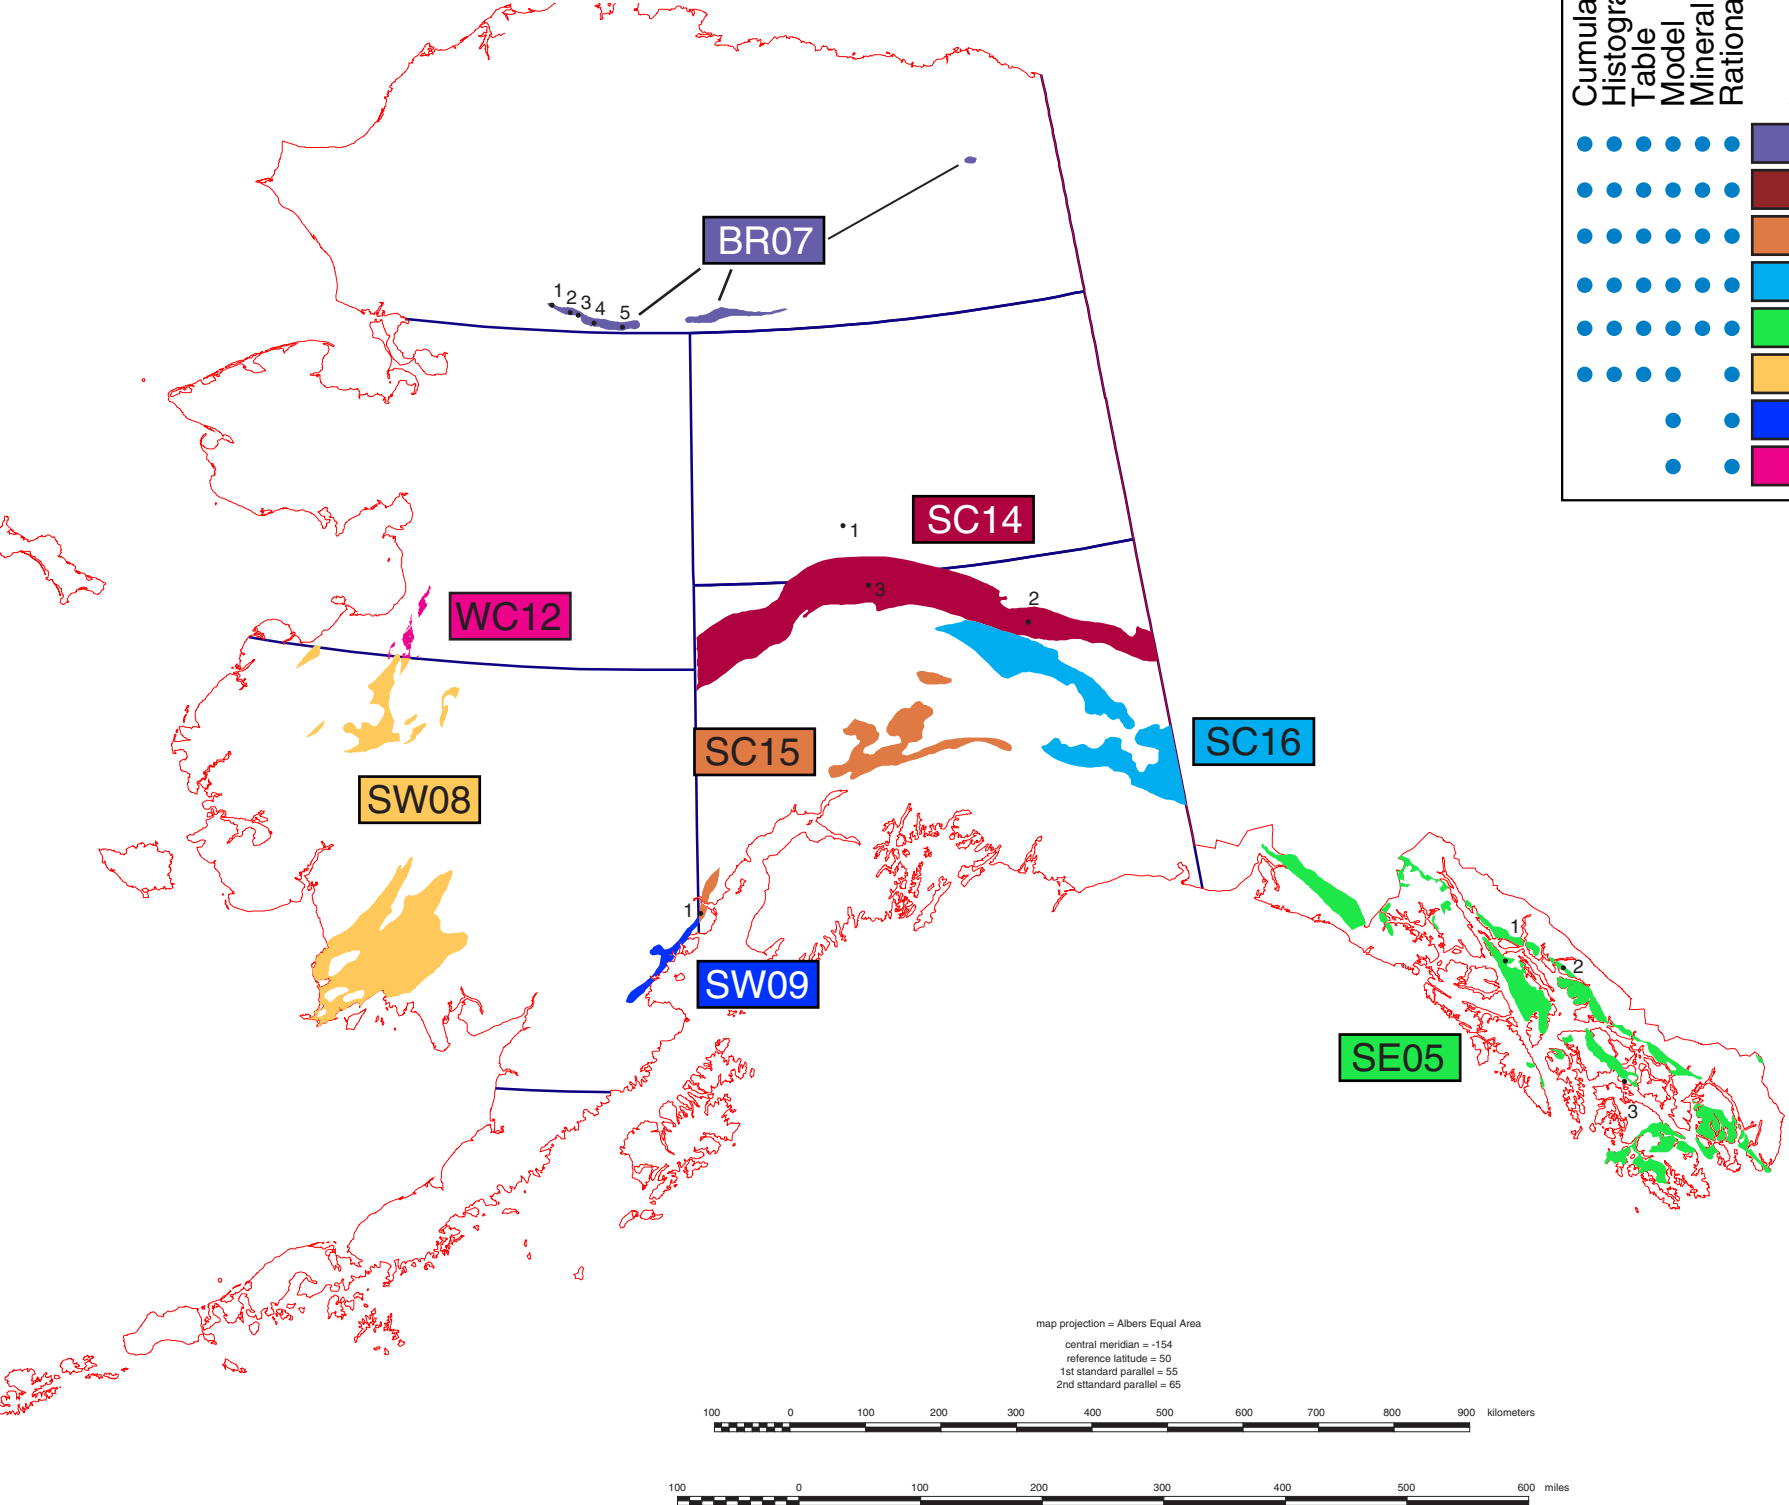 Table
Model
Mineral
BR07
1 2 3 4 5
SC14
1
3
2
WC12
SC15
SC16
SW08
1
SW09
1
2
SE05
3
map projection = Albers Equal Area
central meridian = -154
reference latitude = 50
1st standard parallel = 55
2nd sttandard parallel = 65
100 0 100 200 300 400 500 600 700 800 900 kilometers
100 0 100 200 300 400 500 600 miles